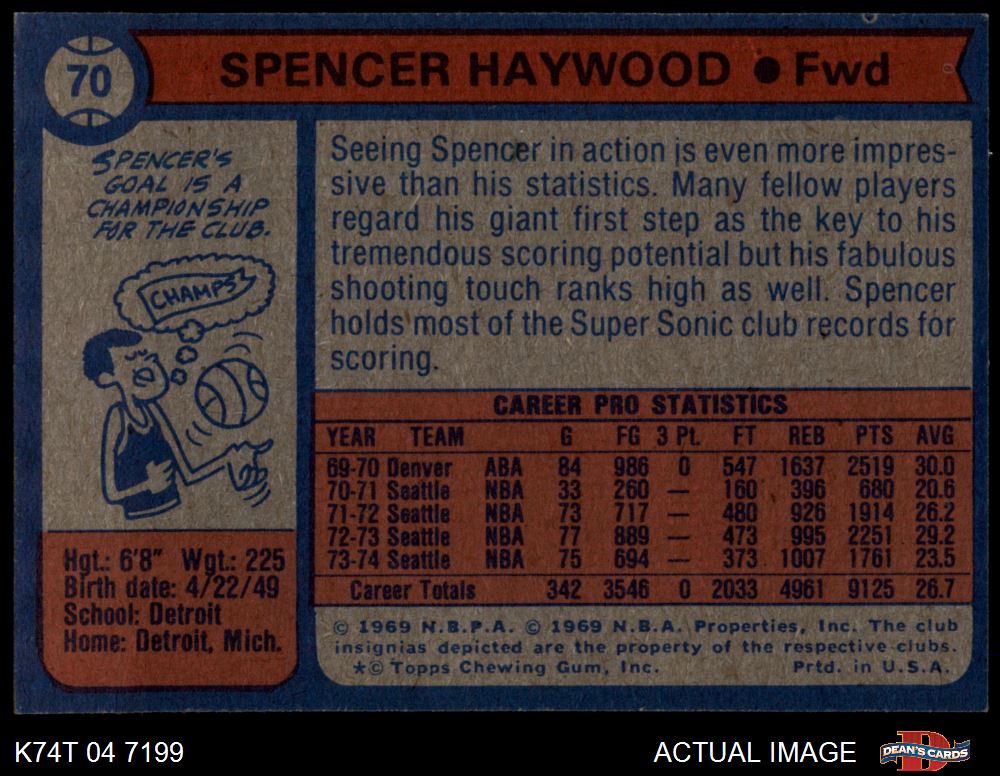 70
SPENCER HAYWOOD ● Fwd
SPENCER'S
GOAL IS A
CHAMPIONSHIP
FOR THE CLUB.
CHAMPS
Hgt.: 6'8" Wgt.: 225
Birth date: 4/22/49
School: Detroit
Home: Detroit, Mich.
Seeing Spencer in action is even more impres-
sive than his statistics. Many fellow players
regard his giant first step as the key to his
tremendous scoring potential but his fabulous
shooting touch ranks high as well. Spencer
holds most of the Super Sonic club records for
scoring.
CAREER PRO STATISTICS
YEAR TEAM G FG 3 Pt. FT REB PTS AVG
69-70 Denver ABA 84 986 0 547 1637 2519 30.0
70-71 Seattle NBA 33 260 — 160 396 680 20.6
71-72 Seattle NBA 73 717 — 480 926 1914 26.2
72-73 Seattle NBA 77 889 — 473 995 2251 29.2
73-74 Seattle NBA 75 694 — 373 1007 1761 23.5
Career Totals 342 3546 0 2033 4961 9125 26.7
© 1969 N.B.P.A. © 1969 N.B.A. Properties, Inc. The club
insignias depicted are the property of the respective clubs.
*© Topps Chewing Gum, Inc. Prtd. in U.S.A.
K74T 04 7199
ACTUAL IMAGE
D
DEAN'S CARDS